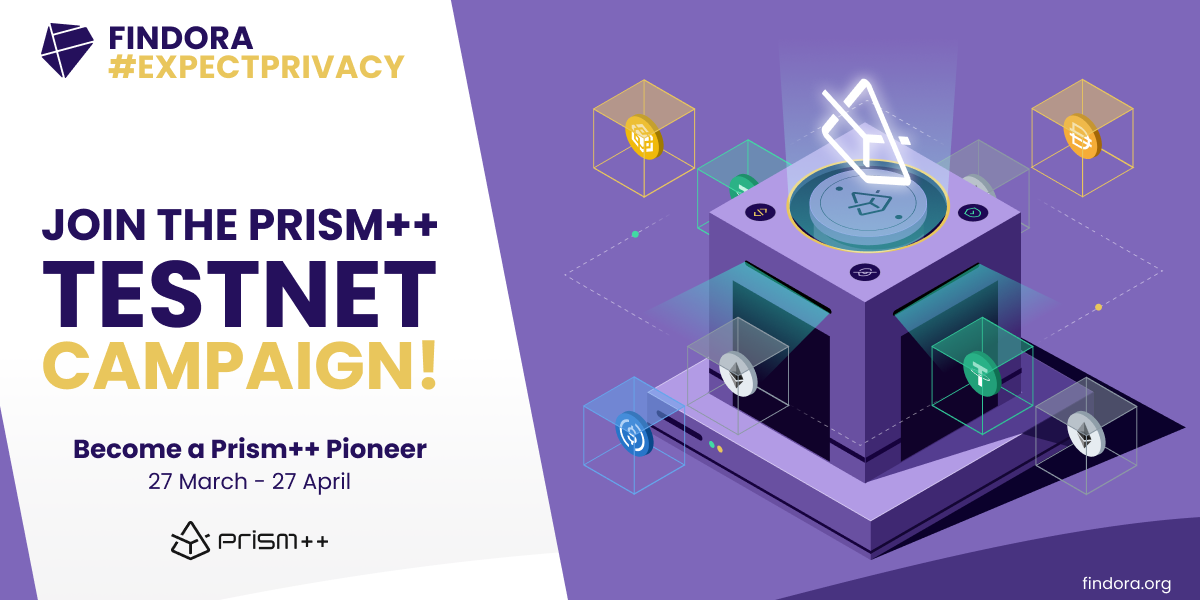 FINDORA
#EXPECTPRIVACY
JOIN THE PRISM++
TESTNET
CAMPAIGN!
Become a Prism++ Pioneer
27 March - 27 April
prism++
findora.org